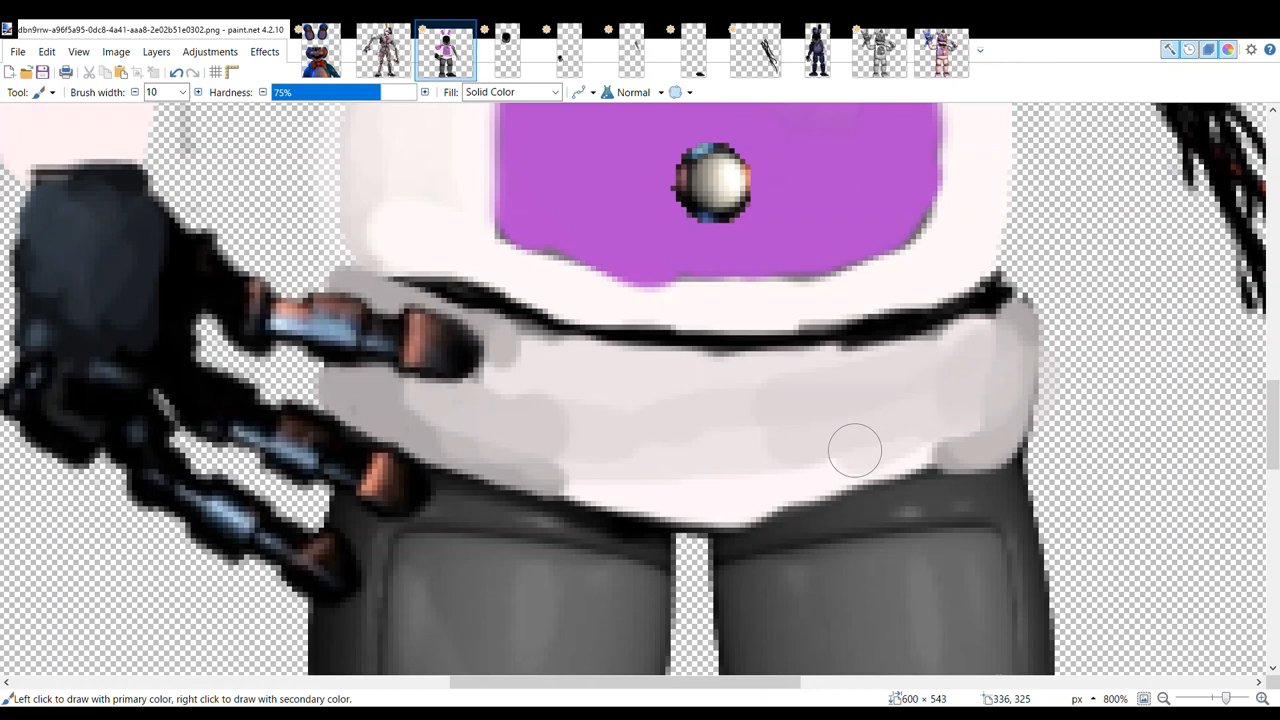 dbn9rrw-a96f5a95-0dc8-4a41-aaa8-2e02b51e0302.png - paint.net 4.2.10
File Edit View Image Layers Adjustments Effects
Tool: Brush width: 10 Hardness: 75% Fill: Solid Color Normal
Left click to draw with primary color, right click to draw with secondary color. 600 × 543 336, 325 px 800%